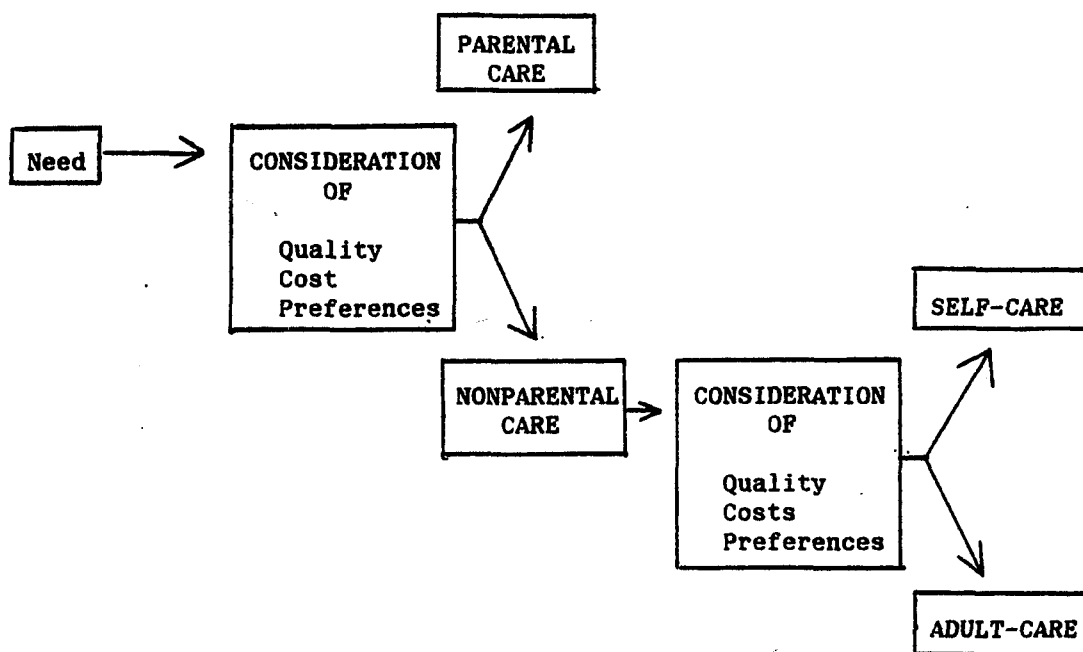 PARENTAL
CARE
Need
CONSIDERATION
OF
Quality
Cost
Preferences
NONPARENTAL
CARE
CONSIDERATION
OF
Quality
Costs
Preferences
SELF-CARE
ADULT-CARE